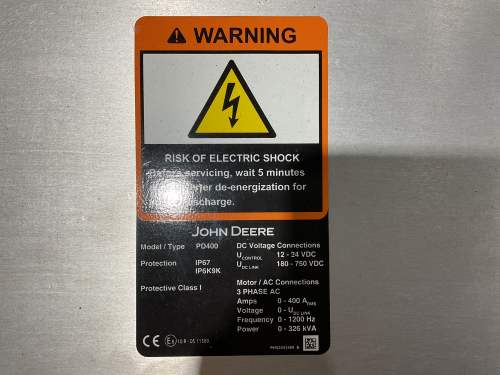 WARNING
RISK OF ELECTRIC SHOCK
Before servicing, wait 5 minutes
after de-energization for
discharge.
JOHN DEERE
Model / Type PD400
Protection IP67
IP6K9K
Protective Class I
DC Voltage Connections
UCONTROL 12 - 24 VDC
UDC LINK 180 - 750 VDC
Motor / AC Connections
3 PHASE AC
Amps 0 - 400 ARMS
Voltage 0 - UDC LINK
Frequency 0 - 1200 Hz
Power 0 - 326 kVA
CE